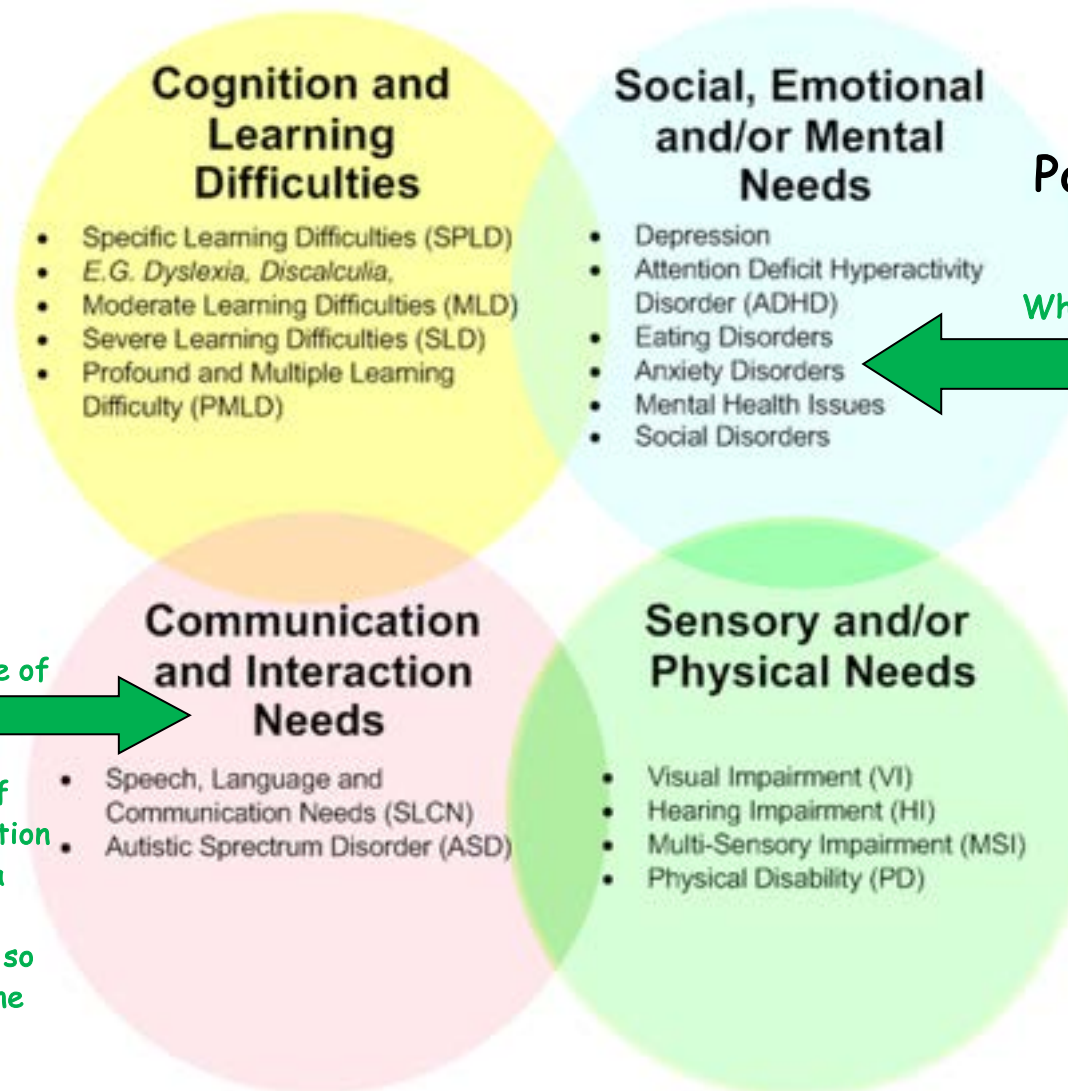 Cognition and
Learning
Difficulties
• Specific Learning Difficulties (SPLD)
• E.G. Dyslexia, Discalculia,
• Moderate Learning Difficulties (MLD)
• Severe Learning Difficulties (SLD)
• Profound and Multiple Learning
Difficulty (PMLD)
Social, Emotional
and/or Mental
Needs
• Depression
• Attention Deficit Hyperactivity
Disorder (ADHD)
• Eating Disorders
• Anxiety Disorders
• Mental Health Issues
• Social Disorders
Communication
and Interaction
Needs
• Speech, Language and
Communication Needs (SLCN)
• Autistic Sprectrum Disorder (ASD)
Sensory and/or
Physical Needs
• Visual Impairment (VI)
• Hearing Impairment (HI)
• Multi-Sensory Impairment (MSI)
• Physical Disability (PD)
of
so